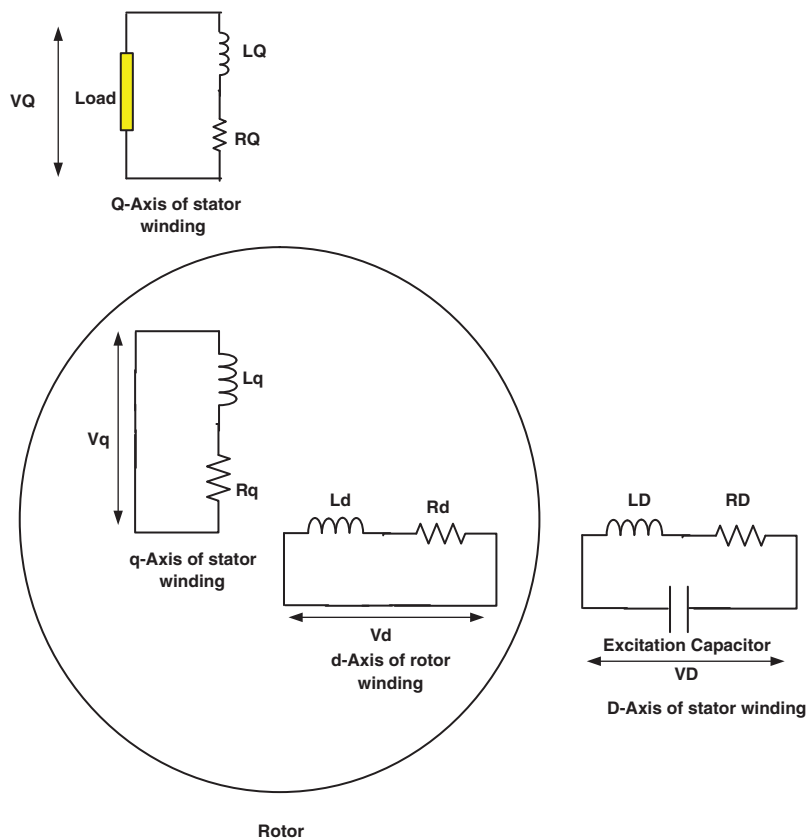 LQ
VQ
Load
RQ
Q-Axis of stator
winding
Lq
Vq
Rq
q-Axis of stator
winding
Ld
Rd
Vd
d-Axis of rotor
winding
LD
RD
Excitation Capacitor
VD
D-Axis of stator winding
Rotor